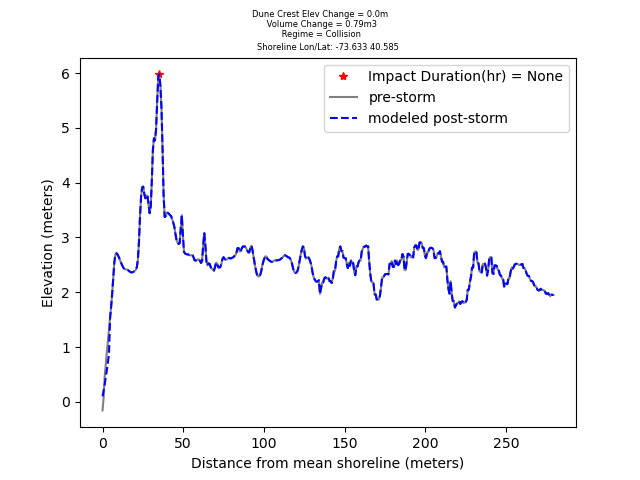 Dune Crest Elev Change = 0.0m
Volume Change = 0.79m3
Regime = Collision
Shoreline Lon/Lat: -73.633 40.585
Impact Duration(hr) = None
pre-storm
modeled post-storm
Elevation (meters)
6
5
4
3
2
1
0
0 50 100 150 200 250
Distance from mean shoreline (meters)